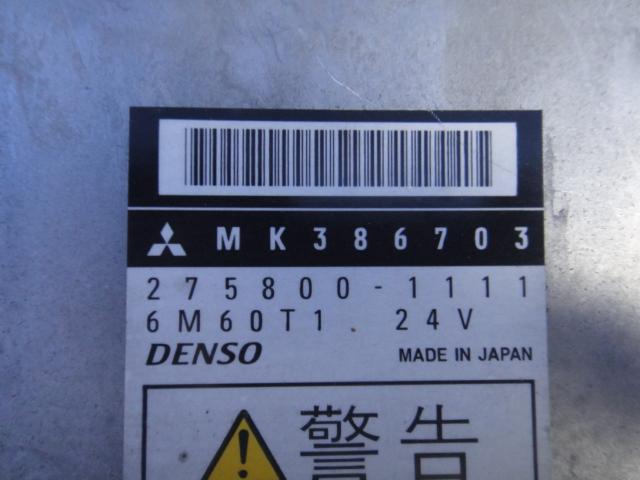 MK386703
275800-1111
6M60T1 24V
DENSO MADE IN JAPAN
警告